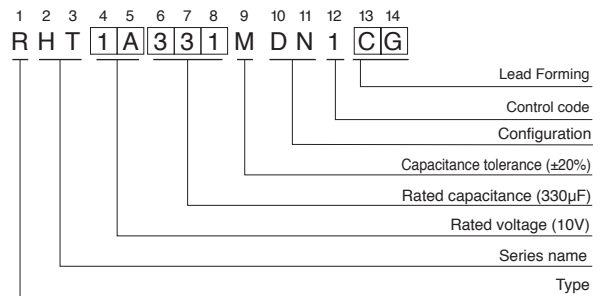 1 2 3 4 5 6 7 8 9 10 11 12 13 14
R H T 1 A 3 3 1 M D N 1 C G
Lead Forming
Control code
Configuration
Capacitance tolerance (±20%)
Rated capacitance (330µF)
Rated voltage (10V)
Series name
Type